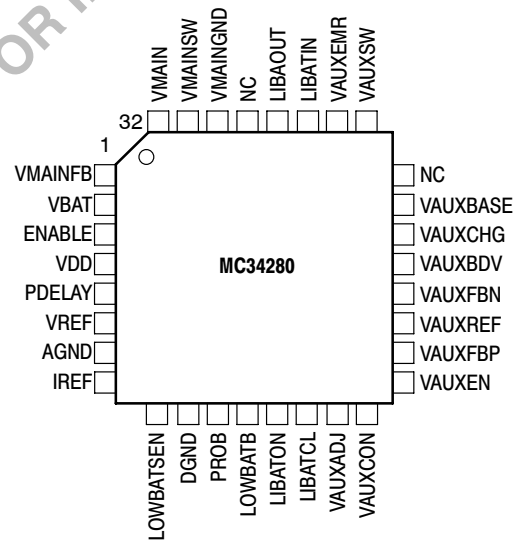 OR
VMAIN
VMAINSW
VMAINGND
NC
LIBAOUT
LIBATIN
VAUXEMR
VAUXSW
32
1
VMAINFB
VBAT
ENABLE
VDD
PDELAY
VREF
AGND
IREF
MC34280
NC
VAUXBASE
VAUXCHG
VAUXBDV
VAUXFBN
VAUXREF
VAUXFBP
VAUXEN
LOWBATSEN
DGND
PROB
LOWBATB
LIBATON
LIBATCL
VAUXADJ
VAUXCON